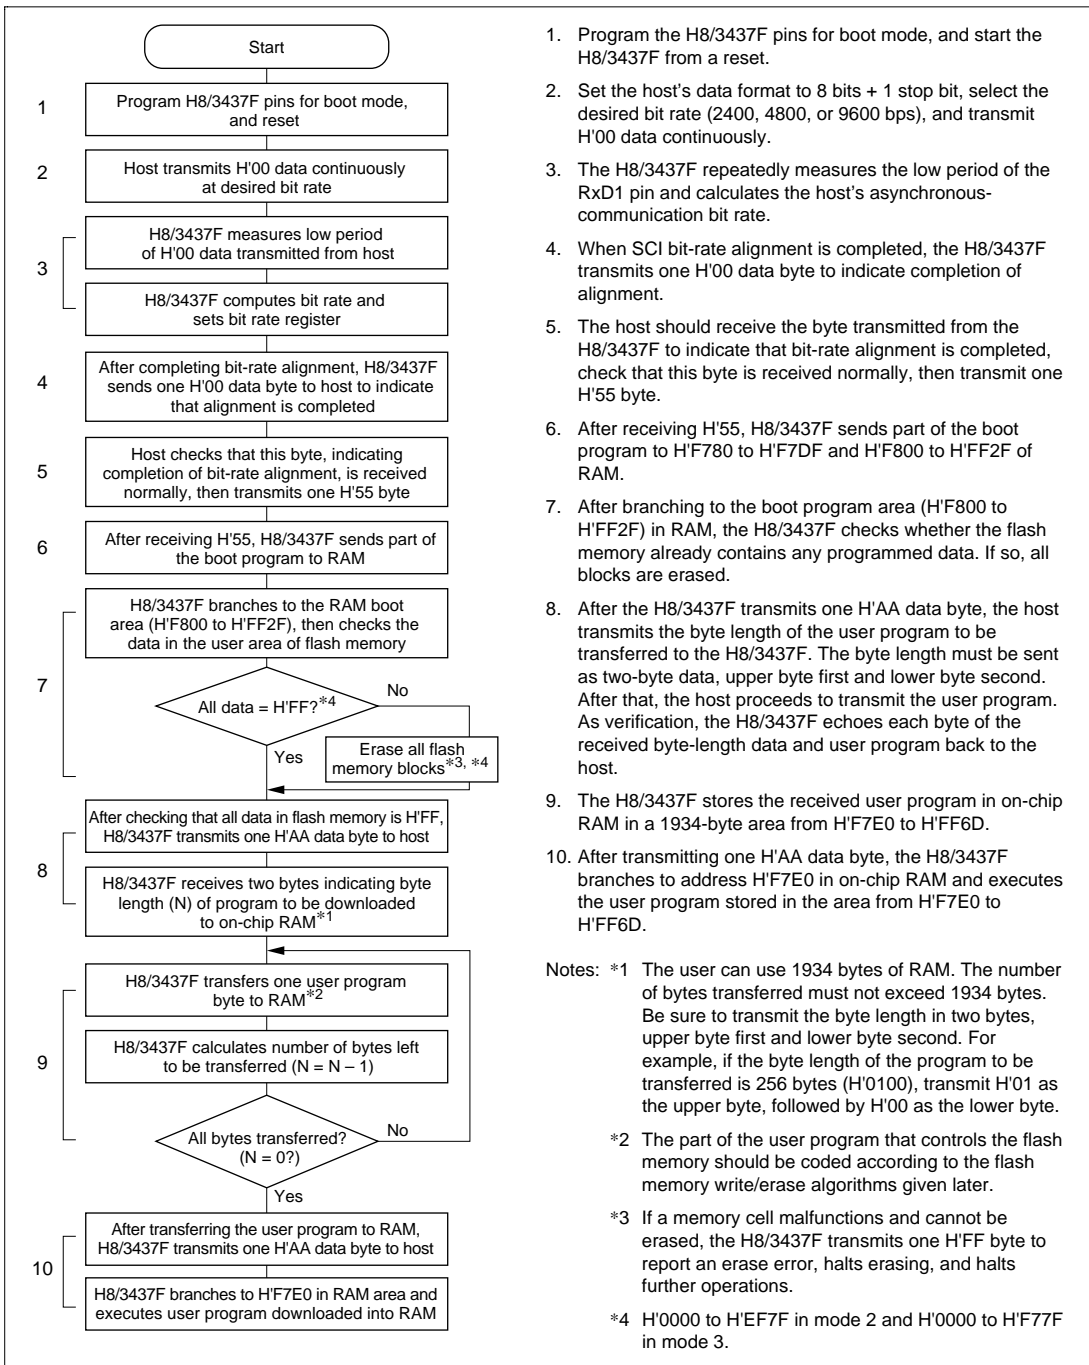 Start
1
Program H8/3437F pins for boot mode,
and reset
2
Host transmits H'00 data continuously
at desired bit rate
3
H8/3437F measures low period
of H'00 data transmitted from host
H8/3437F computes bit rate and
sets bit rate register
4
After completing bit-rate alignment, H8/3437F
sends one H'00 data byte to host to indicate
that alignment is completed
5
Host checks that this byte, indicating
completion of bit-rate alignment, is received
normally, then transmits one H'55 byte
6
After receiving H'55, H8/3437F sends part of
the boot program to RAM
7
H8/3437F branches to the RAM boot
area (H'F800 to H'FF2F), then checks the
data in the user area of flash memory
All data = H'FF?*4
No
Yes
Erase all flash
memory blocks*3, *4
8
After checking that all data in flash memory is H'FF,
H8/3437F transmits one H'AA data byte to host
H8/3437F receives two bytes indicating byte
length (N) of program to be downloaded
to on-chip RAM*1
9
H8/3437F transfers one user program
byte to RAM*2
H8/3437F calculates number of bytes left
to be transferred (N = N – 1)
All bytes transferred?
(N = 0?)
No
Yes
10
After transferring the user program to RAM,
H8/3437F transmits one H'AA data byte to host
H8/3437F branches to H'F7E0 in RAM area and
executes user program downloaded into RAM
1. Program the H8/3437F pins for boot mode, and start the
H8/3437F from a reset.
2. Set the host's data format to 8 bits + 1 stop bit, select the
desired bit rate (2400, 4800, or 9600 bps), and transmit
H'00 data continuously.
3. The H8/3437F repeatedly measures the low period of the
RxD1 pin and calculates the host's asynchronous-
communication bit rate.
4. When SCI bit-rate alignment is completed, the H8/3437F
transmits one H'00 data byte to indicate completion of
alignment.
5. The host should receive the byte transmitted from the
H8/3437F to indicate that bit-rate alignment is completed,
check that this byte is received normally, then transmit one
H'55 byte.
6. After receiving H'55, H8/3437F sends part of the boot
program to H'F780 to H'F7DF and H'F800 to H'FF2F of
RAM.
7. After branching to the boot program area (H'F800 to
H'FF2F) in RAM, the H8/3437F checks whether the flash
memory already contains any programmed data. If so, all
blocks are erased.
8. After the H8/3437F transmits one H'AA data byte, the host
transmits the byte length of the user program to be
transferred to the H8/3437F. The byte length must be sent
as two-byte data, upper byte first and lower byte second.
After that, the host proceeds to transmit the user program.
As verification, the H8/3437F echoes each byte of the
received byte-length data and user program back to the
host.
9. The H8/3437F stores the received user program in on-chip
RAM in a 1934-byte area from H'F7E0 to H'FF6D.
10. After transmitting one H'AA data byte, the H8/3437F
branches to address H'F7E0 in on-chip RAM and executes
the user program stored in the area from H'F7E0 to
H'FF6D.
Notes: *1 The user can use 1934 bytes of RAM. The number
of bytes transferred must not exceed 1934 bytes.
Be sure to transmit the byte length in two bytes,
upper byte first and lower byte second. For
example, if the byte length of the program to be
transferred is 256 bytes (H'0100), transmit H'01 as
the upper byte, followed by H'00 as the lower byte.
*2 The part of the user program that controls the flash
memory should be coded according to the flash
memory write/erase algorithms given later.
*3 If a memory cell malfunctions and cannot be
erased, the H8/3437F transmits one H'FF byte to
report an erase error, halts erasing, and halts
further operations.
*4 H'0000 to H'EF7F in mode 2 and H'0000 to H'F77F
in mode 3.